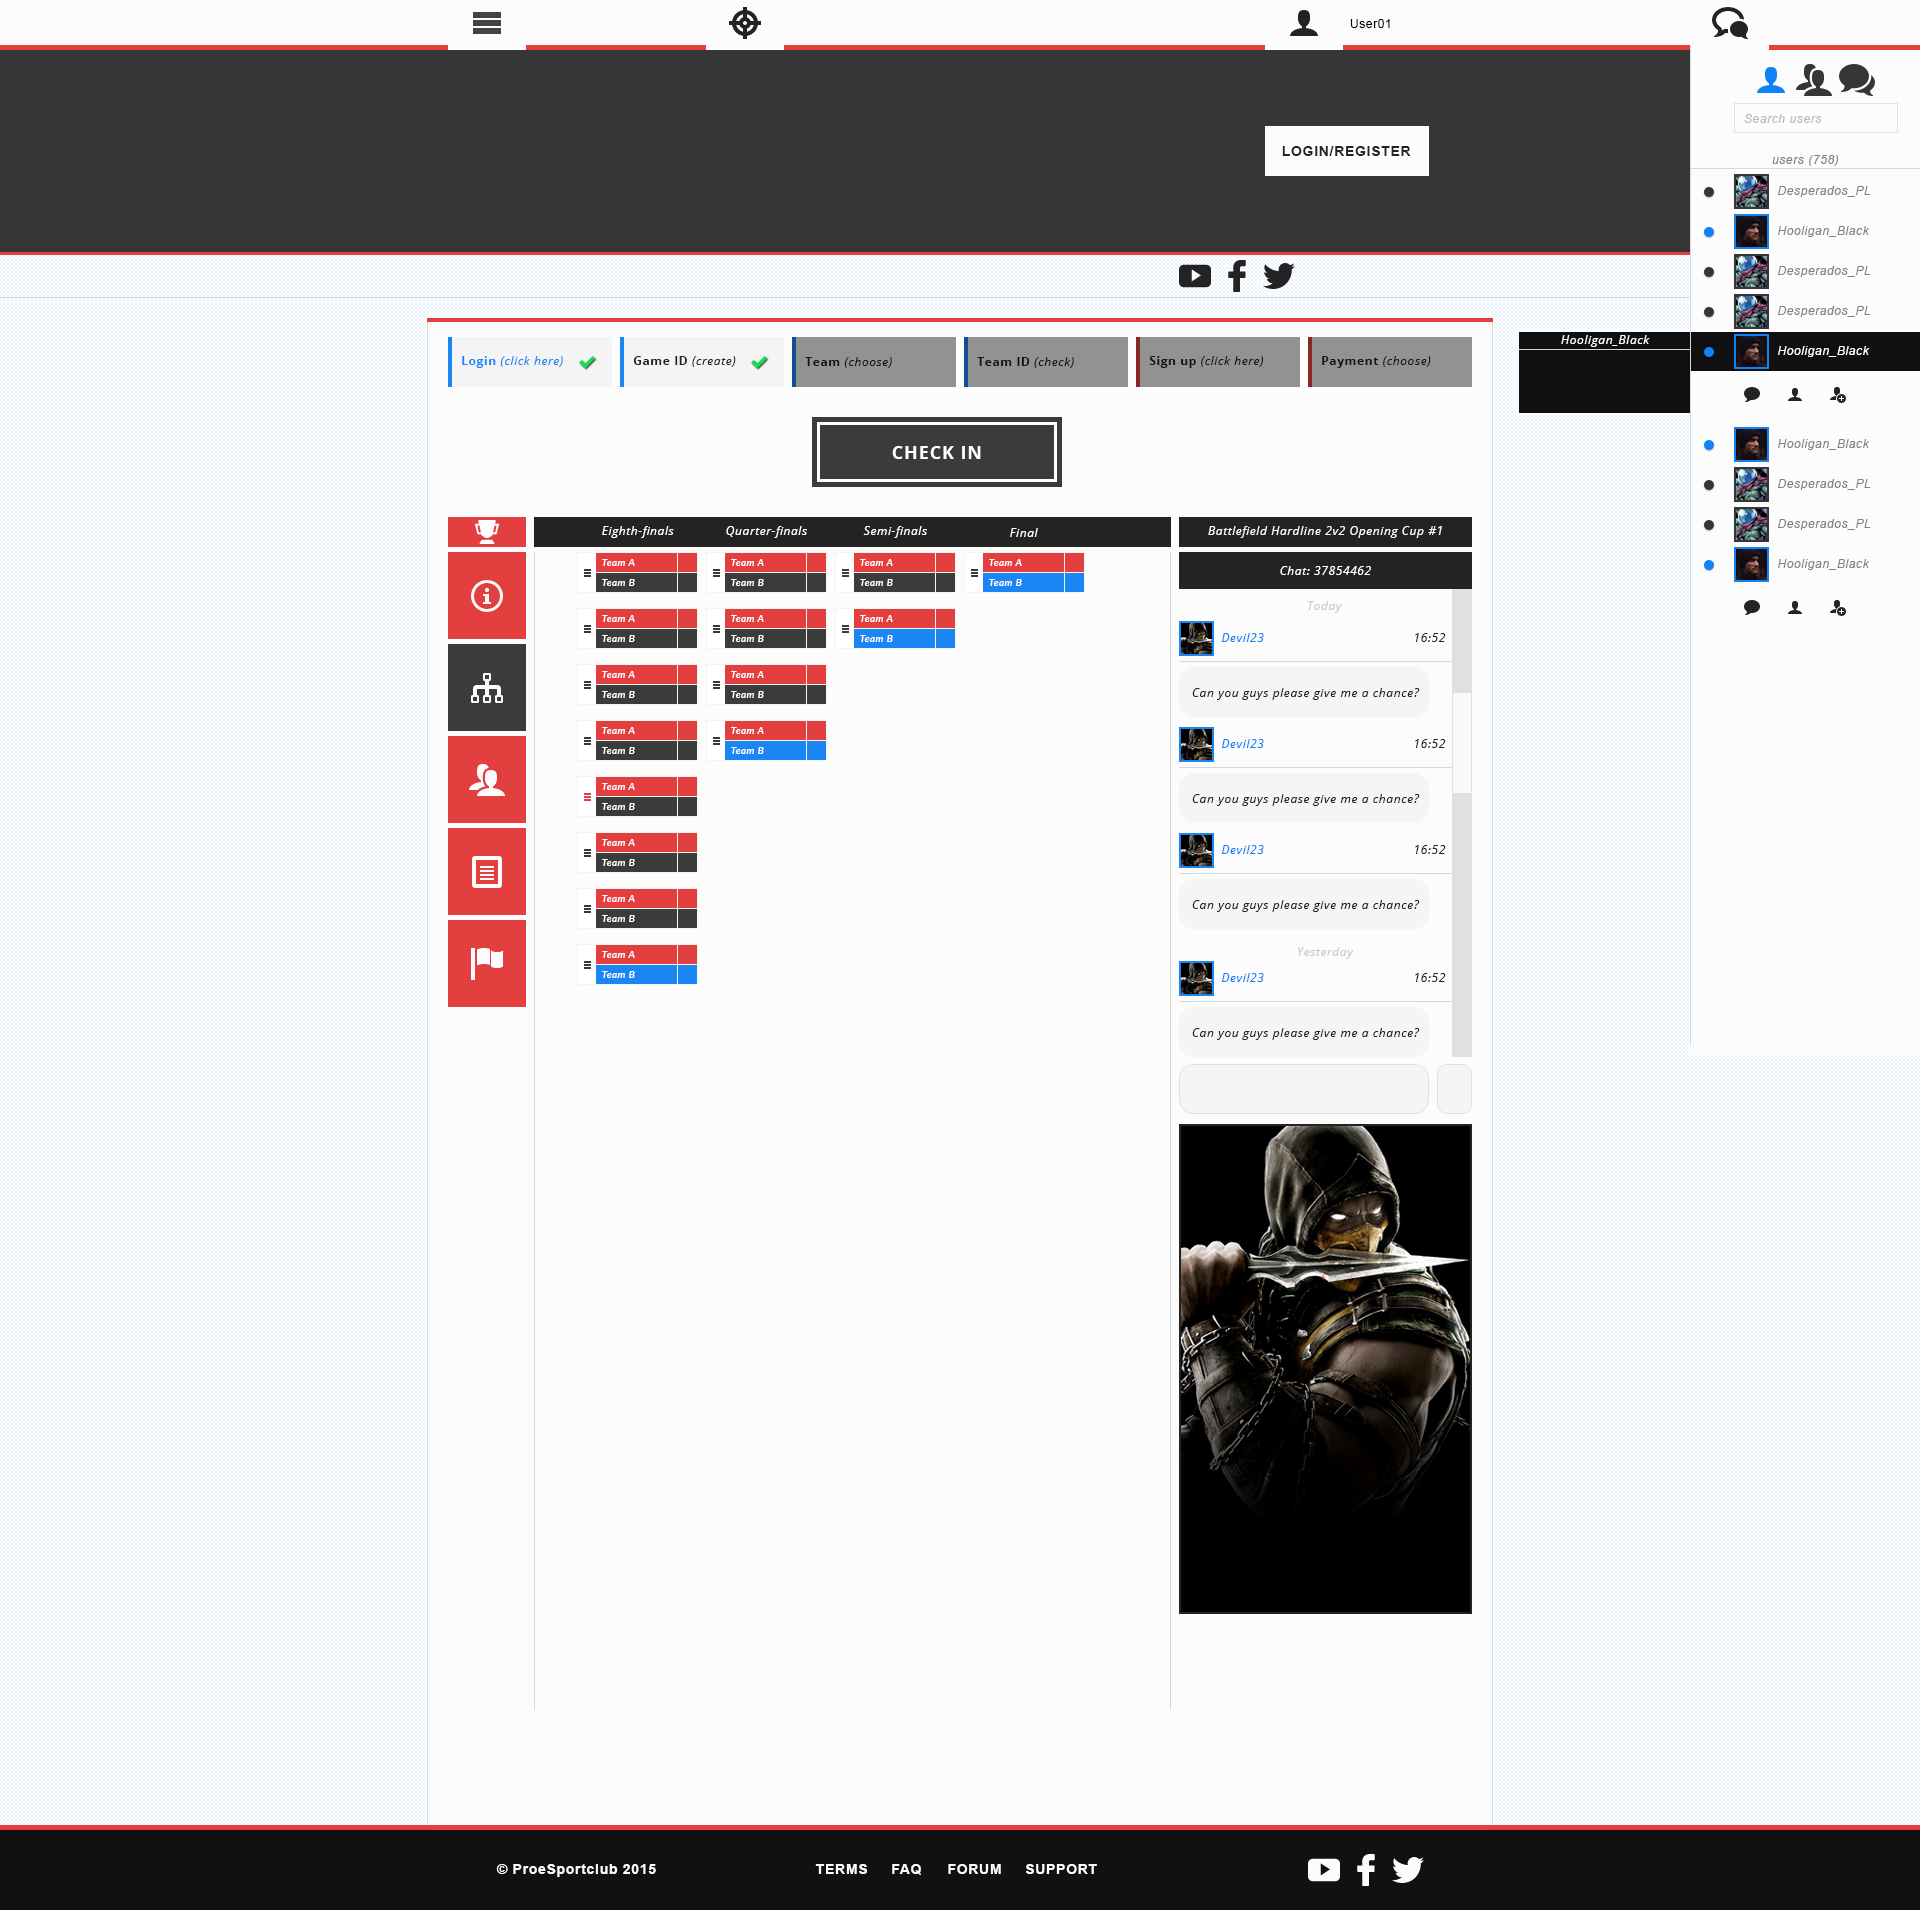 User01
LOGIN/REGISTER
Search users
users (758)
Desperados_PL
Hooligan_Black
Desperados_PL
Desperados_PL
Hooligan_Black
Hooligan_Black
Hooligan_Black
Desperados_PL
Desperados_PL
Hooligan_Black
Login (click here)
Game ID (create)
Team (choose)
Team ID (check)
Sign up (click here)
Payment (choose)
CHECK IN
Eighth-finals Quarter-finals Semi-finals Final
Team A Team A Team A Team A
Team B Team B Team B Team B
Team A Team A Team A
Team B Team B Team B
Team A Team A
Team B Team B
Team A Team A
Team B Team B
Team A
Team B
Team A
Team B
Team A
Team B
Team A
Team B
Battlefield Hardline 2v2 Opening Cup #1
Chat: 37854462
Today
Devil23 16:52
Can you guys please give me a chance?
Devil23 16:52
Can you guys please give me a chance?
Devil23 16:52
Can you guys please give me a chance?
Yesterday
Devil23 16:52
Can you guys please give me a chance?
© ProeSportclub 2015
TERMS FAQ FORUM SUPPORT